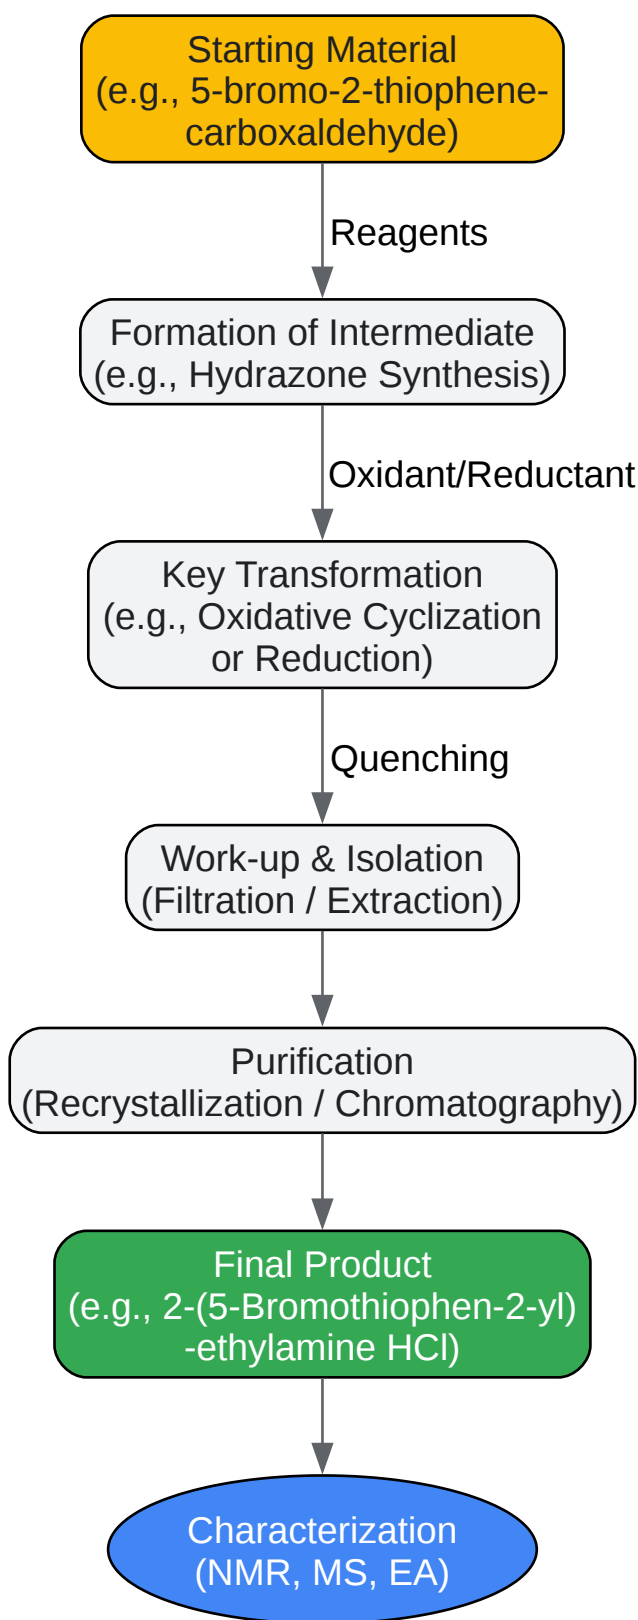 Starting Material
(e.g., 5-bromo-2-thiophene-
carboxaldehyde)
Reagents
Formation of Intermediate
(e.g., Hydrazone Synthesis)
Oxidant/Reductant
Key Transformation
(e.g., Oxidative Cyclization
or Reduction)
Quenching
Work-up & Isolation
(Filtration / Extraction)
Purification
(Recrystallization / Chromatography)
Final Product
(e.g., 2-(5-Bromothiophen-2-yl)
-ethylamine HCl)
Characterization
(NMR, MS, EA)